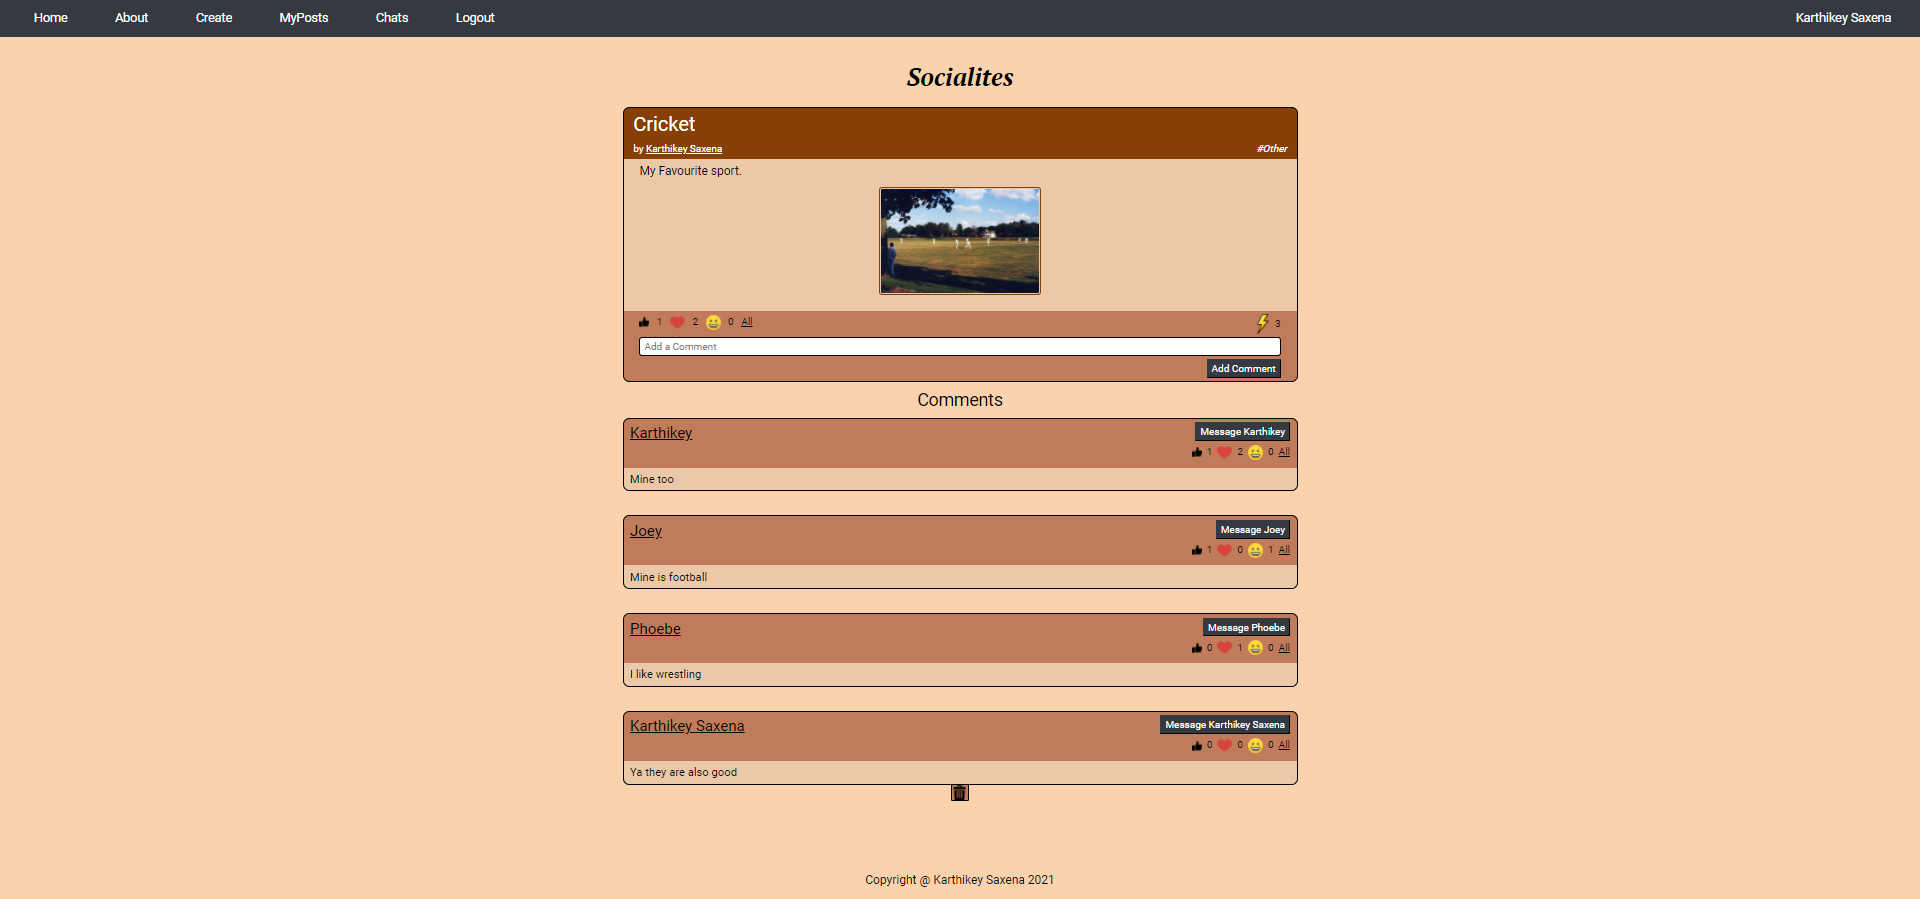 Home About Create MyPosts Chats Logout Karthikey Saxena
Socialites
Cricket
by Karthikey Saxena #Other
My Favourite sport.
1 2 0 All 3
Add a Comment
Add Comment
Comments
Karthikey Message Karthikey
1 2 0 All
Mine too
Joey Message Joey
1 0 1 All
Mine is football
Phoebe Message Phoebe
0 1 0 All
I like wrestling
Karthikey Saxena Message Karthikey Saxena
0 0 0 All
Ya they are also good
Copyright @ Karthikey Saxena 2021